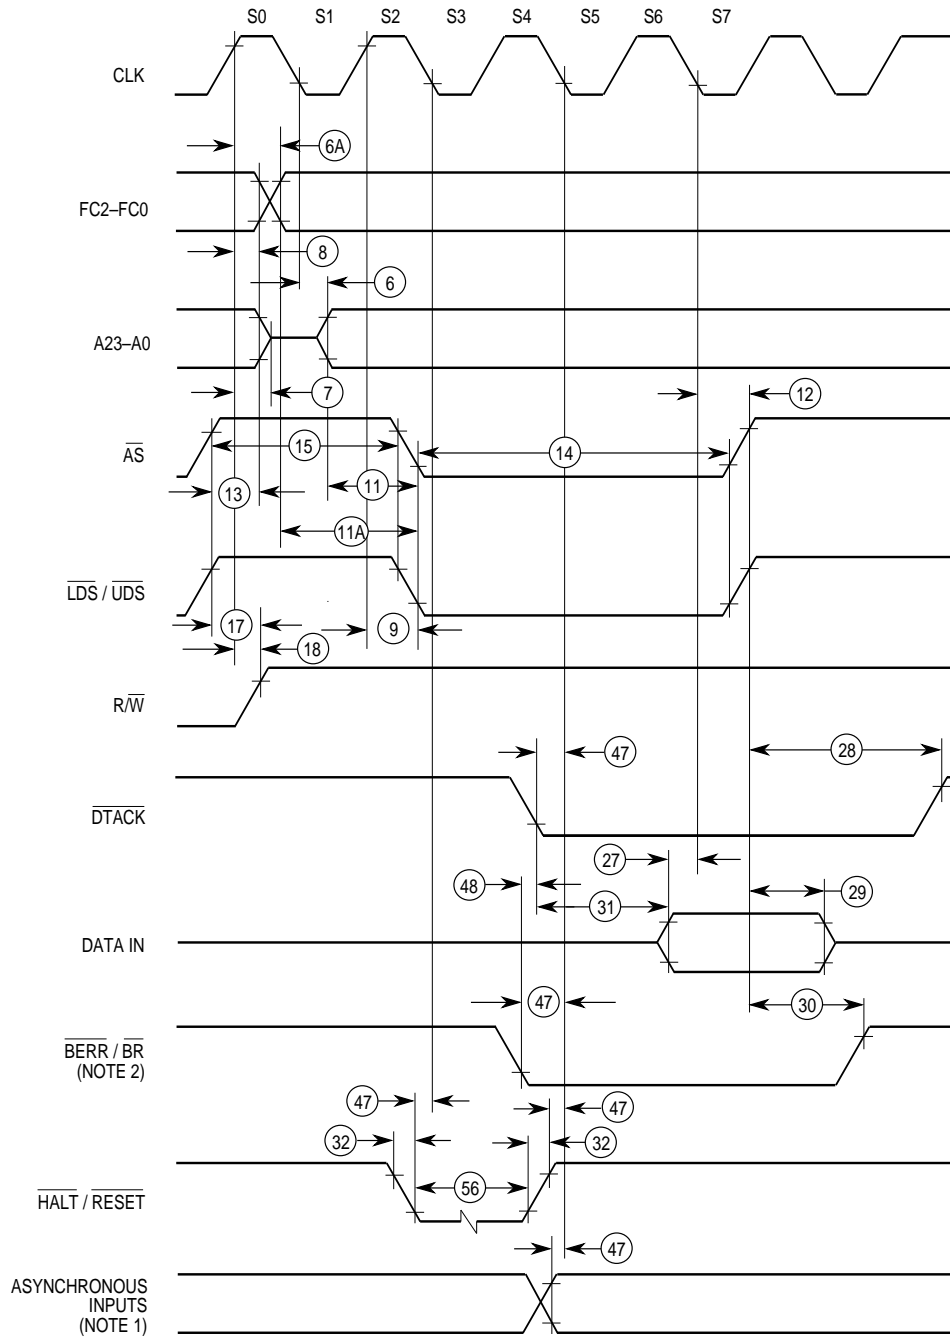 S0 S1 S2 S3 S4 S5 S6 S7
CLK
6A
FC2–FC0
8
6
A23–A0
7
12
15
14
AS
13
11
11A
LDS / UDS
17
9
18
R/W
47
28
DTACK
27
48
31
29
DATA IN
47
30
BERR / BR
(NOTE 2)
47
47
32
32
56
HALT / RESET
47
ASYNCHRONOUS
INPUTS
(NOTE 1)